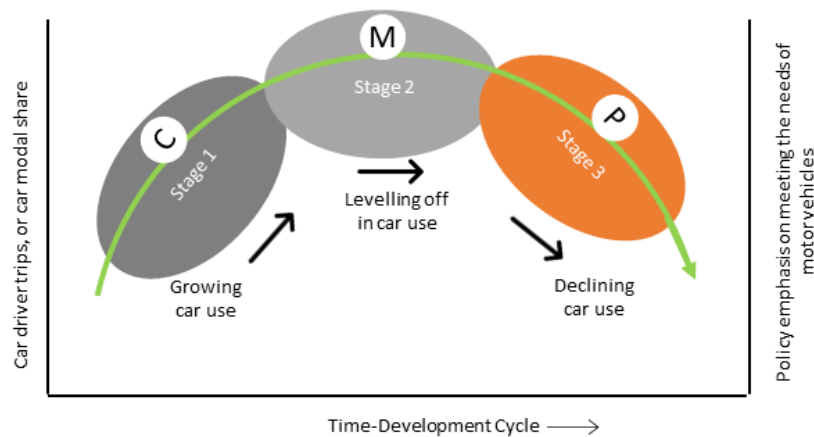 Car driver trips, or car modal share
C
Stage 1
M
Stage 2
P
Stage 3
Growing
car use
Levelling off
in car use
Declining
car use
Policy emphasis on meeting the needs of
motor vehicles
Time-Development Cycle